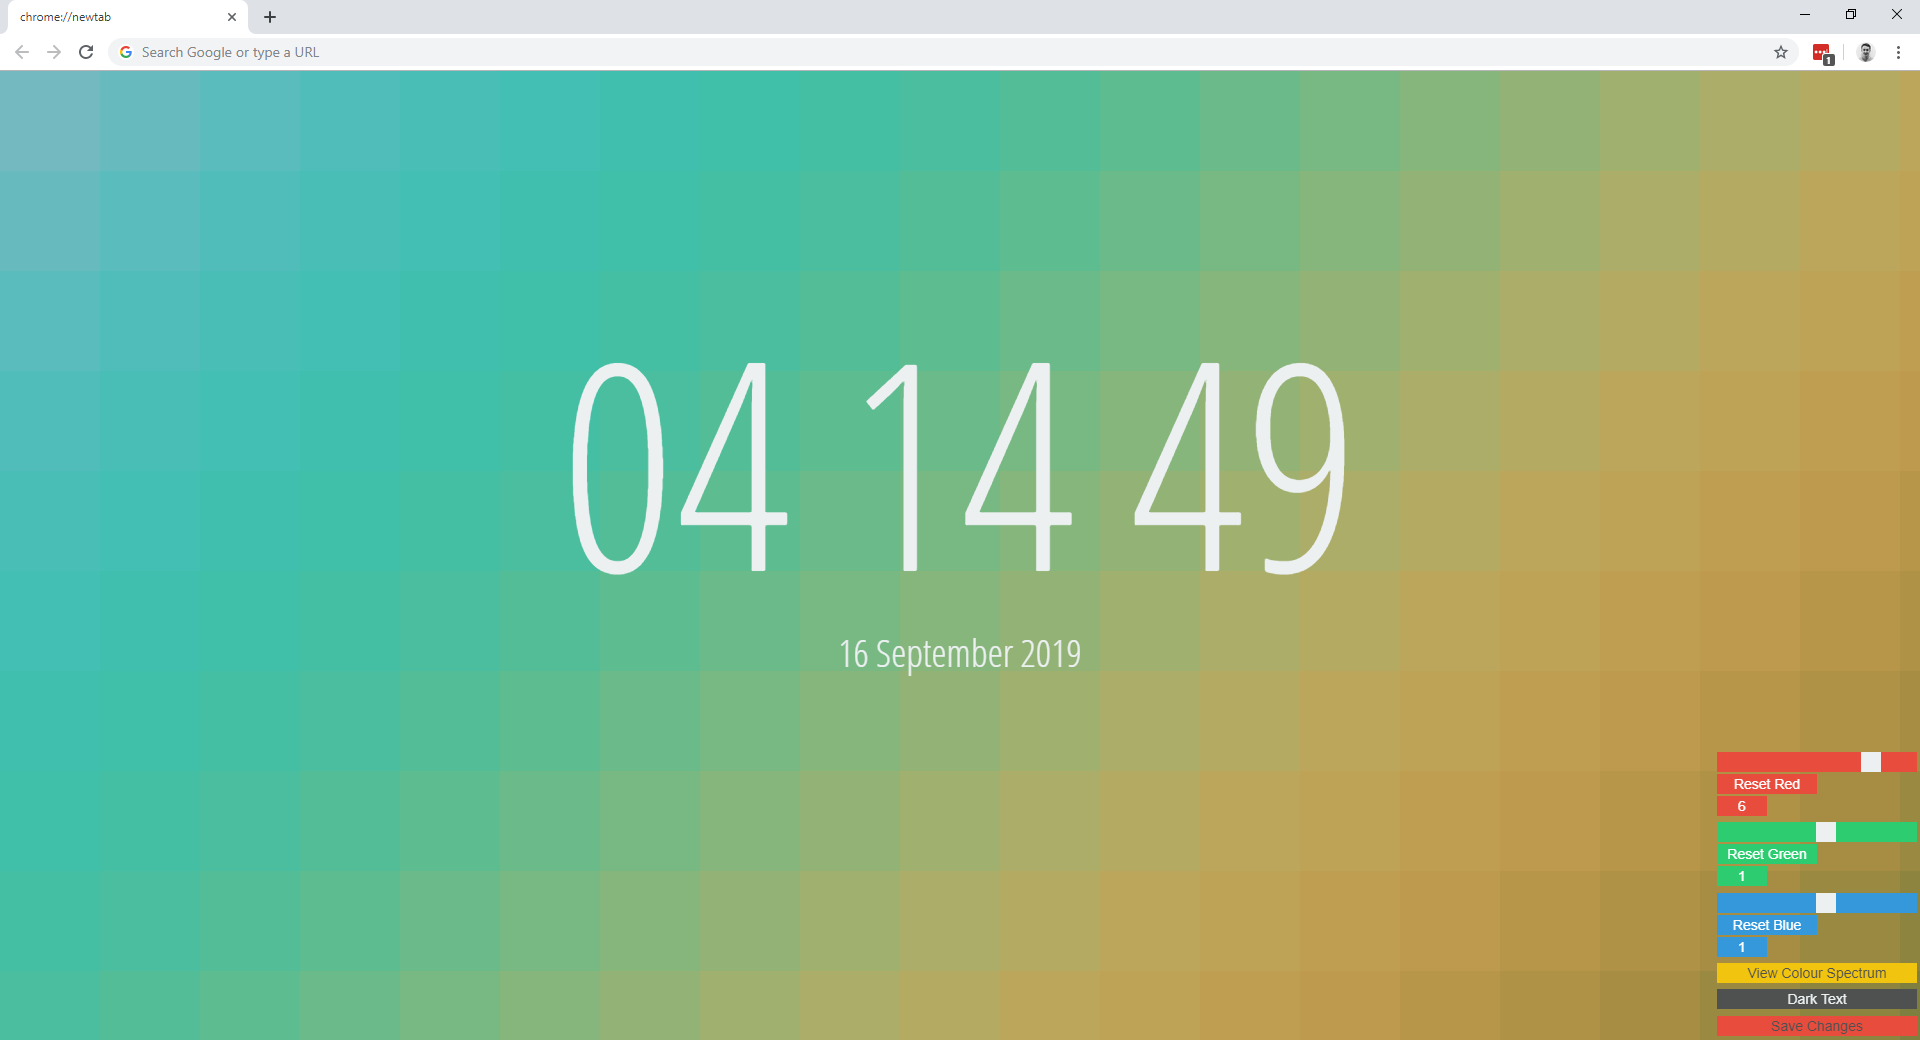 chrome://newtab
Search Google or type a URL
1
04 14 49
16 September 2019
Reset Red
6
Reset Green
1
Reset Blue
1
View Colour Spectrum
Dark Text
Save Changes